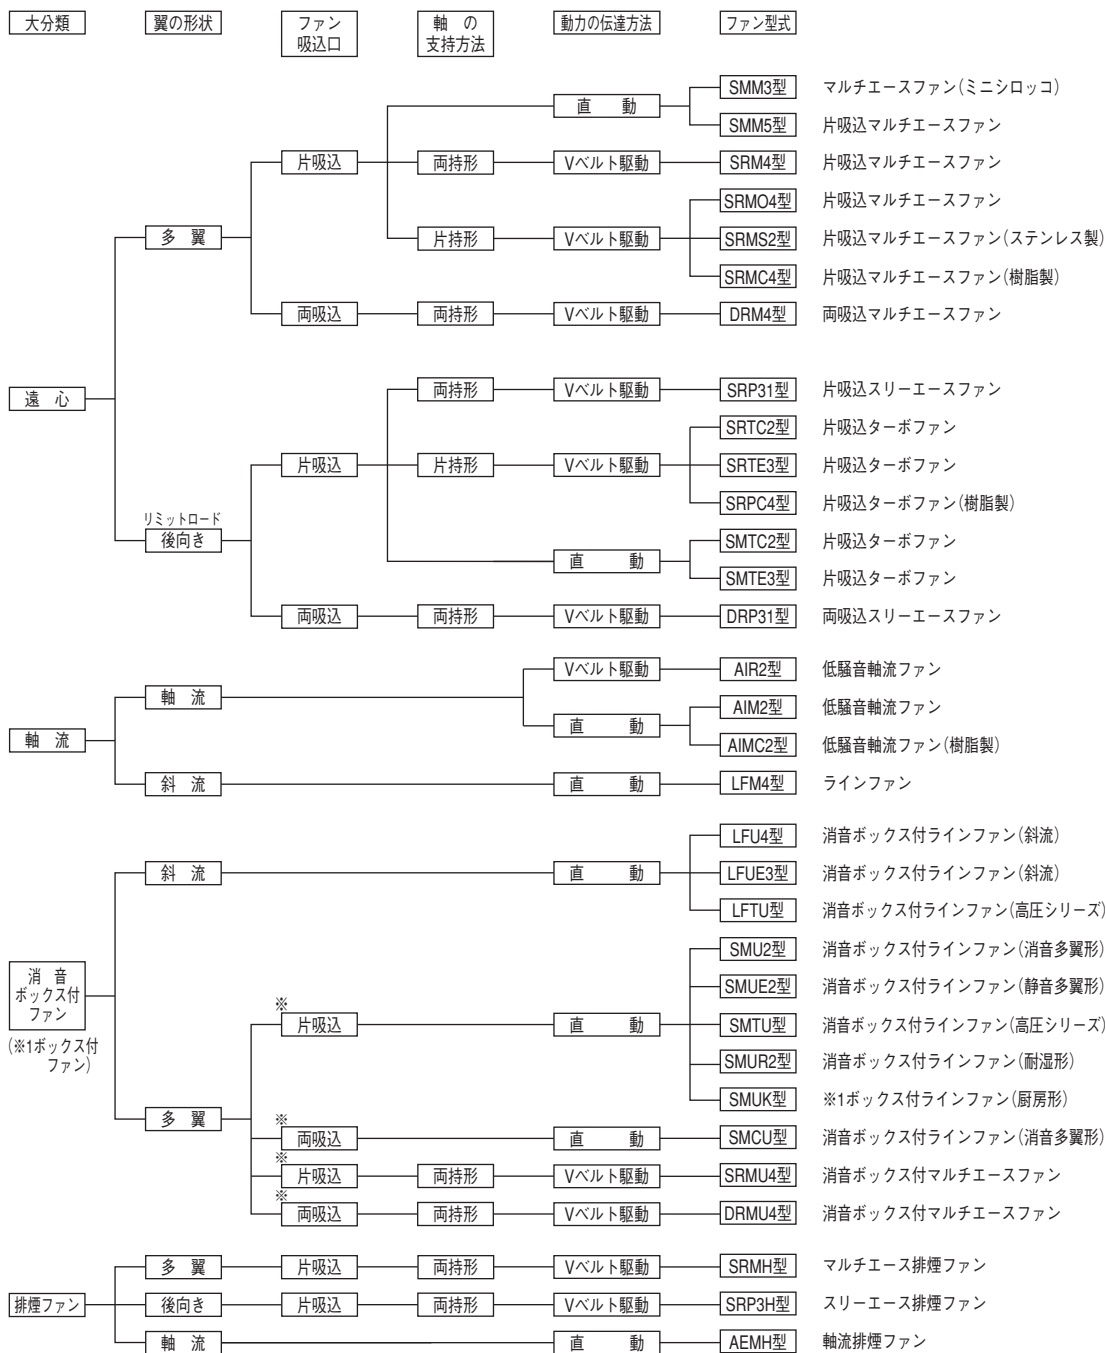 大分類 翼の形状 ファン吸込口 軸の支持方法 動力の伝達方法 ファン型式
直動 SMM3型 マルチエースファン(ミニシロッコ)
SMM5型 片吸込マルチエースファン
片吸込 両持形 Vベルト駆動 SRM4型 片吸込マルチエースファン
SRMO4型 片吸込マルチエースファン
多翼 片持形 Vベルト駆動 SRMS2型 片吸込マルチエースファン(ステンレス製)
SRMC4型 片吸込マルチエースファン(樹脂製)
両吸込 両持形 Vベルト駆動 DRM4型 両吸込マルチエースファン
遠心 両持形 Vベルト駆動 SRP31型 片吸込スリーエースファン
SRTC2型 片吸込ターボファン
片吸込 片持形 Vベルト駆動 SRTE3型 片吸込ターボファン
SRPC4型 片吸込ターボファン(樹脂製)
リミットロード
後向き SMTC2型 片吸込ターボファン
直動
SMTE3型 片吸込ターボファン
両吸込 両持形 Vベルト駆動 DRP31型 両吸込スリーエースファン
Vベルト駆動 AIR2型 低騒音軸流ファン
軸流
AIM2型 低騒音軸流ファン
直動
軸流 AIMC2型 低騒音軸流ファン(樹脂製)
斜流 直動 LFM4型 ラインファン
LFU4型 消音ボックス付ラインファン(斜流)
斜流 直動 LFUE3型 消音ボックス付ラインファン(斜流)
LFTU型 消音ボックス付ラインファン(高圧シリーズ)
SMU2型 消音ボックス付ラインファン(消音多翼形)
消音
ボックス付
ファン
(※1ボックス付
ファン)
SMUE2型 消音ボックス付ラインファン(静音多翼形)
※
片吸込 直動 SMTU型 消音ボックス付ラインファン(高圧シリーズ)
SMUR2型 消音ボックス付ラインファン(耐湿形)
SMUK型 ※1ボックス付ラインファン(厨房形)
多翼
※
両吸込 直動 SMCU型 消音ボックス付ラインファン(消音多翼形)
※
片吸込 両持形 Vベルト駆動 SRMU4型 消音ボックス付マルチエースファン
※
両吸込 両持形 Vベルト駆動 DRMU4型 消音ボックス付マルチエースファン
多翼 片吸込 両持形 Vベルト駆動 SRMH型 マルチエース排煙ファン
排煙ファン 後向き 片吸込 両持形 Vベルト駆動 SRP3H型 スリーエース排煙ファン
軸流 直動 AEMH型 軸流排煙ファン